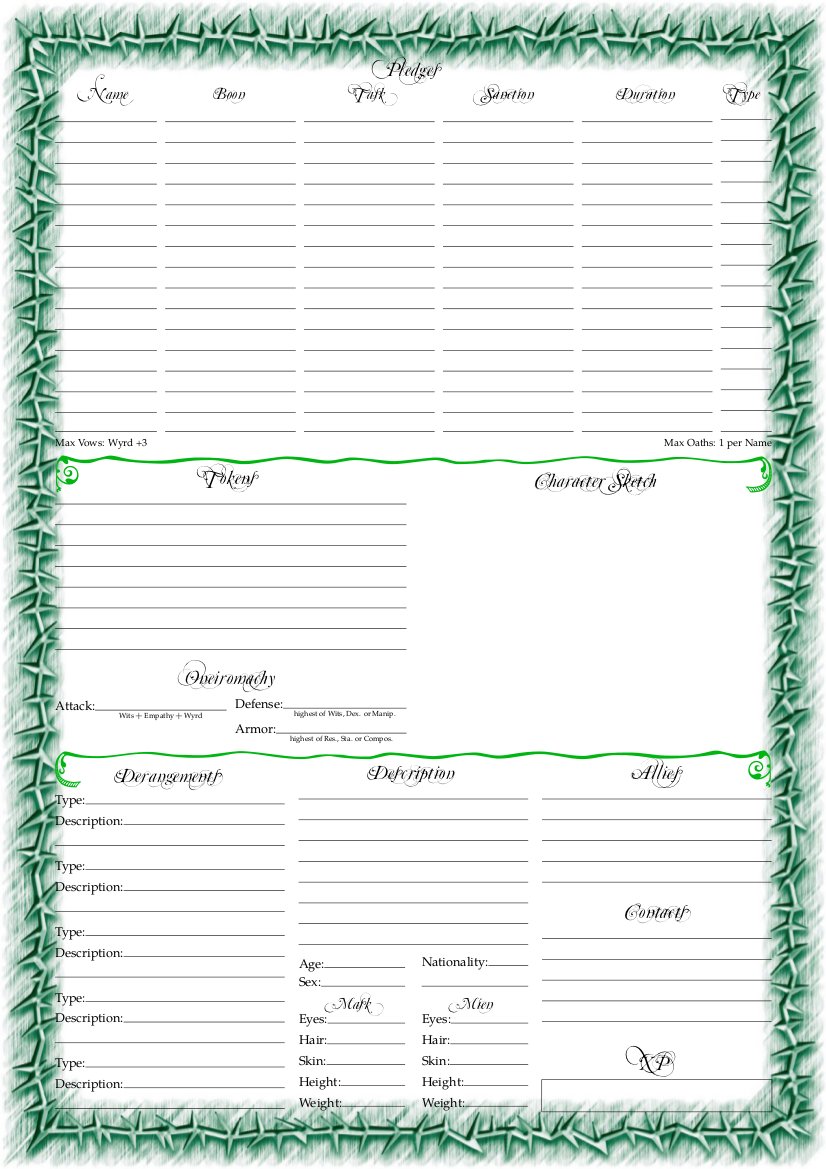 Pledges
Name Boon Task Sanction Duration Type
Max Vows: Wyrd +3 Max Oaths: 1 per Name
Tokens
Character Sketch
Oneiromachy
Attack: Defense:
Wits + Empathy + Wyrd highest of Wits, Dex. or Manip.
Armor:
highest of Res., Sta. or Compos.
Derangements
Type:
Description:
Type:
Description:
Type:
Description:
Type:
Description:
Type:
Description:
Description
Age: Nationality:
Sex:
Mask Mien
Eyes: Eyes:
Hair: Hair:
Skin: Skin:
Height: Height:
Weight: Weight:
Allies
Contacts
XP